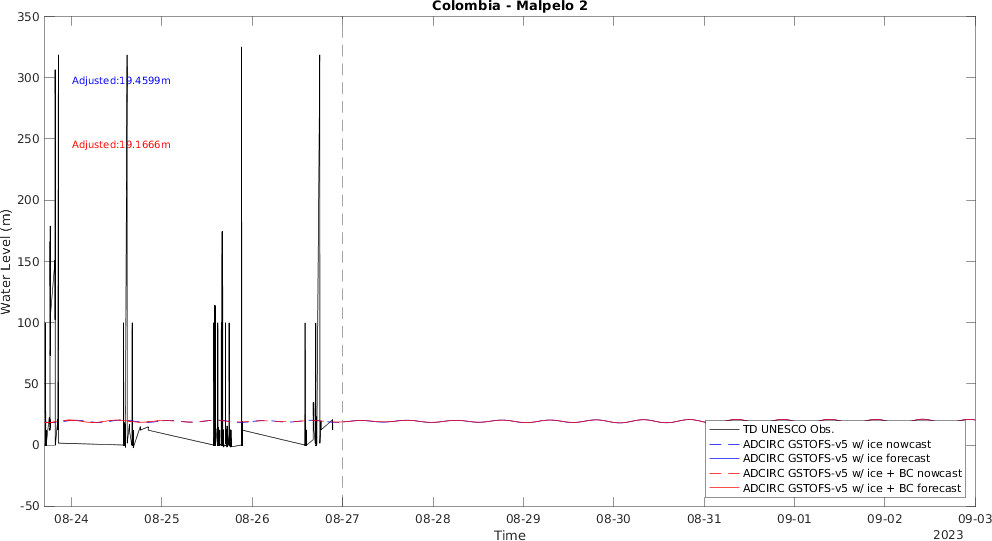 Colombia - Malpelo 2
350
300
250
200
150
100
50
0
-50
Water Level (m)
Adjusted:19.4599m
Adjusted:19.1666m
TD UNESCO Obs.
ADCIRC GSTOFS-v5 w/ ice nowcast
ADCIRC GSTOFS-v5 w/ ice forecast
ADCIRC GSTOFS-v5 w/ ice + BC nowcast
ADCIRC GSTOFS-v5 w/ ice + BC forecast
08-24 08-25 08-26 08-27 08-28 08-29 08-30 08-31 09-01 09-02 09-03
Time
2023